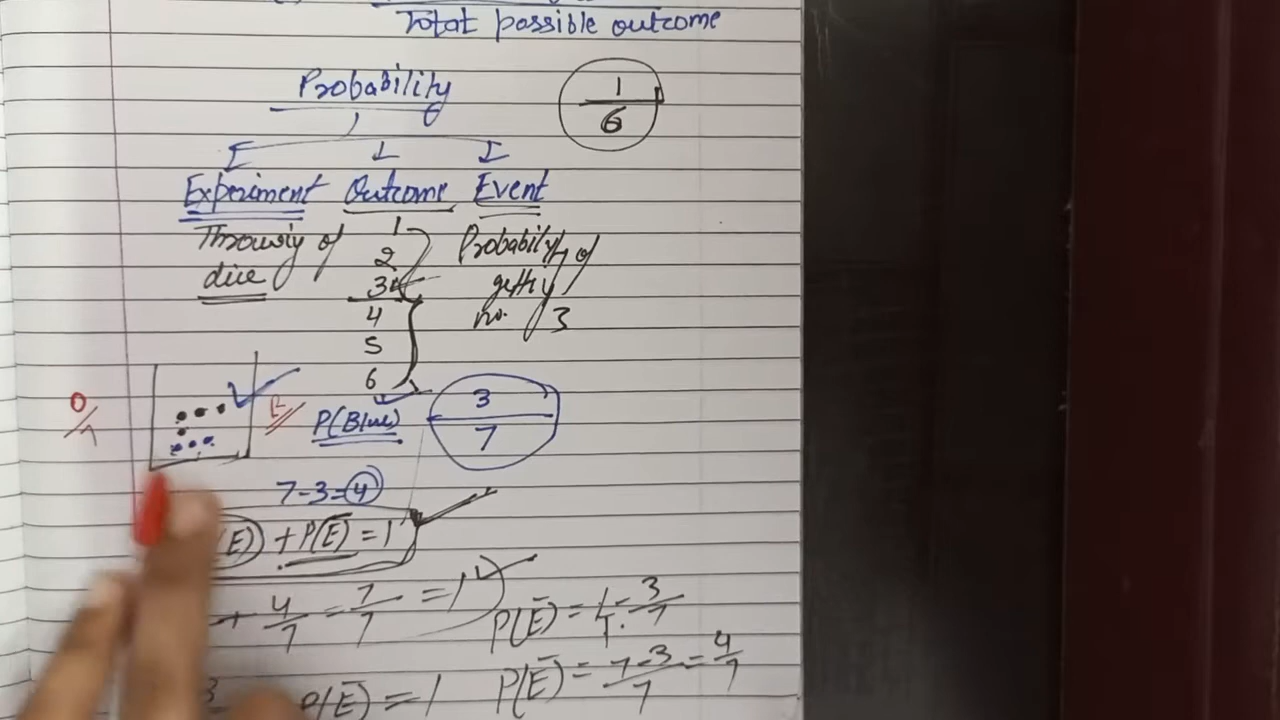 Total possible outcome
Probability
1/6
Experiment Outcome Event
Throwing of dice
1
2
3
4
5
6
Probability of
getting
no. 3
0/1
P(Blue) 3/7
7-3=4
(E) + P(E̅) = 1
+ 4/7 = 7/7 = 1
P(E̅) = 1/1 - 3/7
P(E̅) = 7-3/7 = 4/7
3 P(E̅) = 1